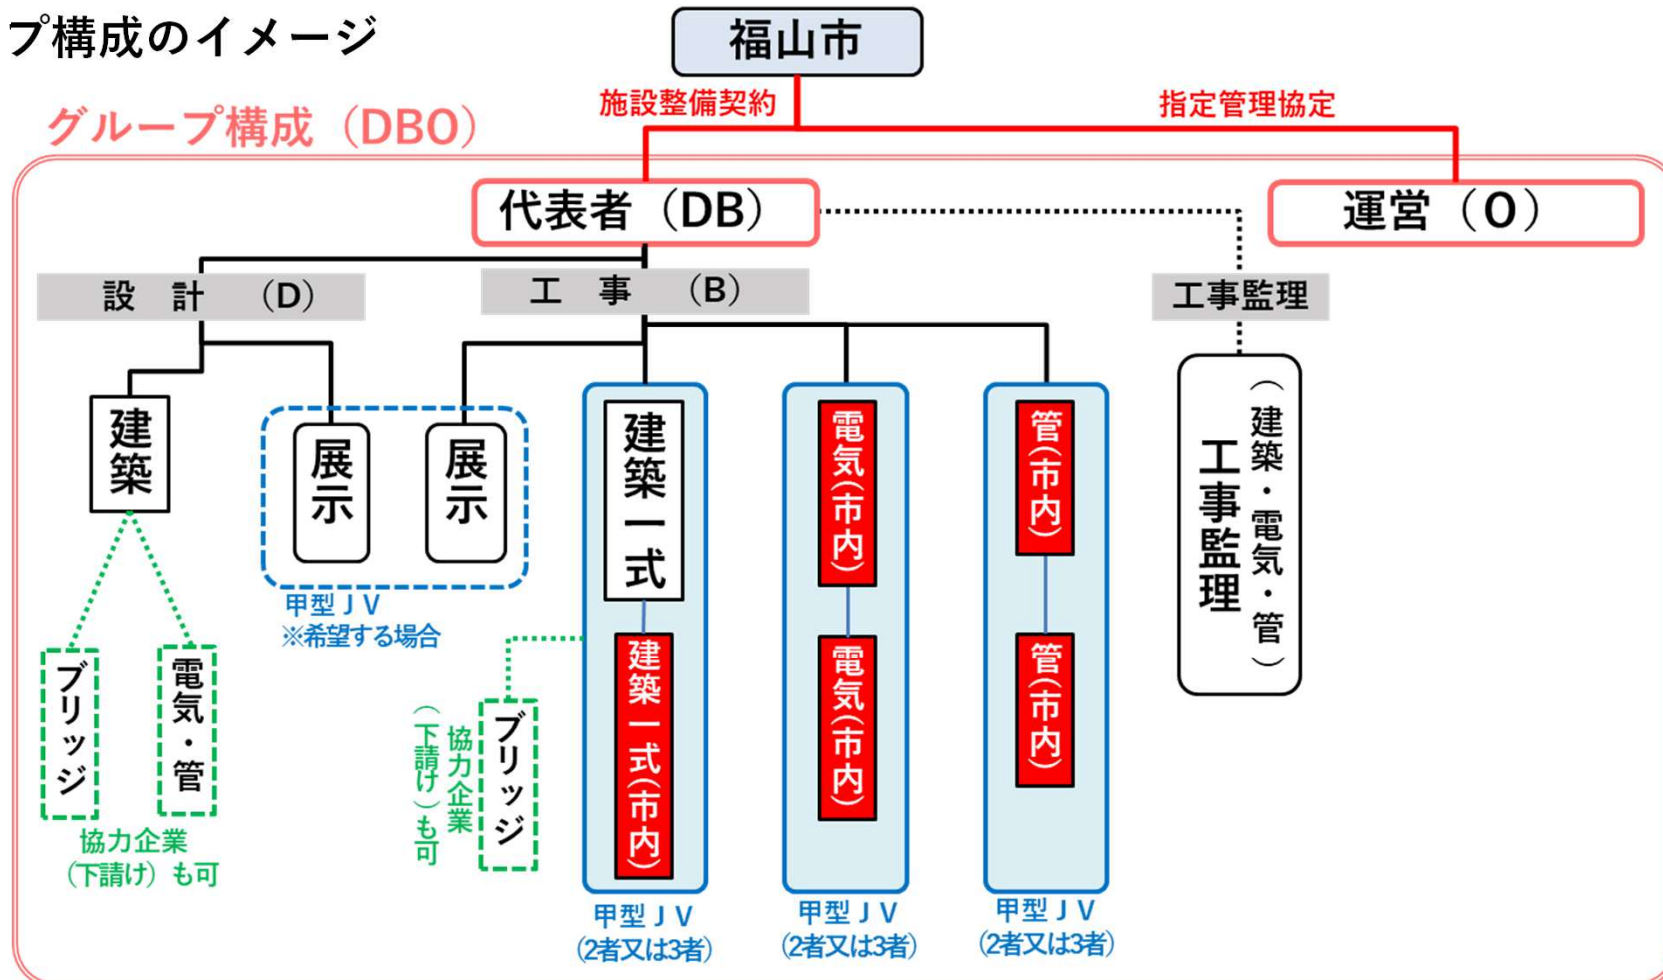 プ構成のイメージ
福山市
施設整備契約
指定管理協定
グループ構成（DBO）
代表者（DB）
運営（O）
設　計　（D）
工　事　（B）
工事監理
建築
展示
展示
甲型ＪＶ
※希望する場合
ブリッジ
電気・管
協力企業
（下請け）も可
ブリッジ
協力企業
（下請け）も可
建築一式
建築一式（市内）
甲型ＪＶ
（2者又は3者）
電気（市内）
電気（市内）
甲型ＪＶ
（2者又は3者）
管（市内）
管（市内）
甲型ＪＶ
（2者又は3者）
工事監理
（建築・電気・管）